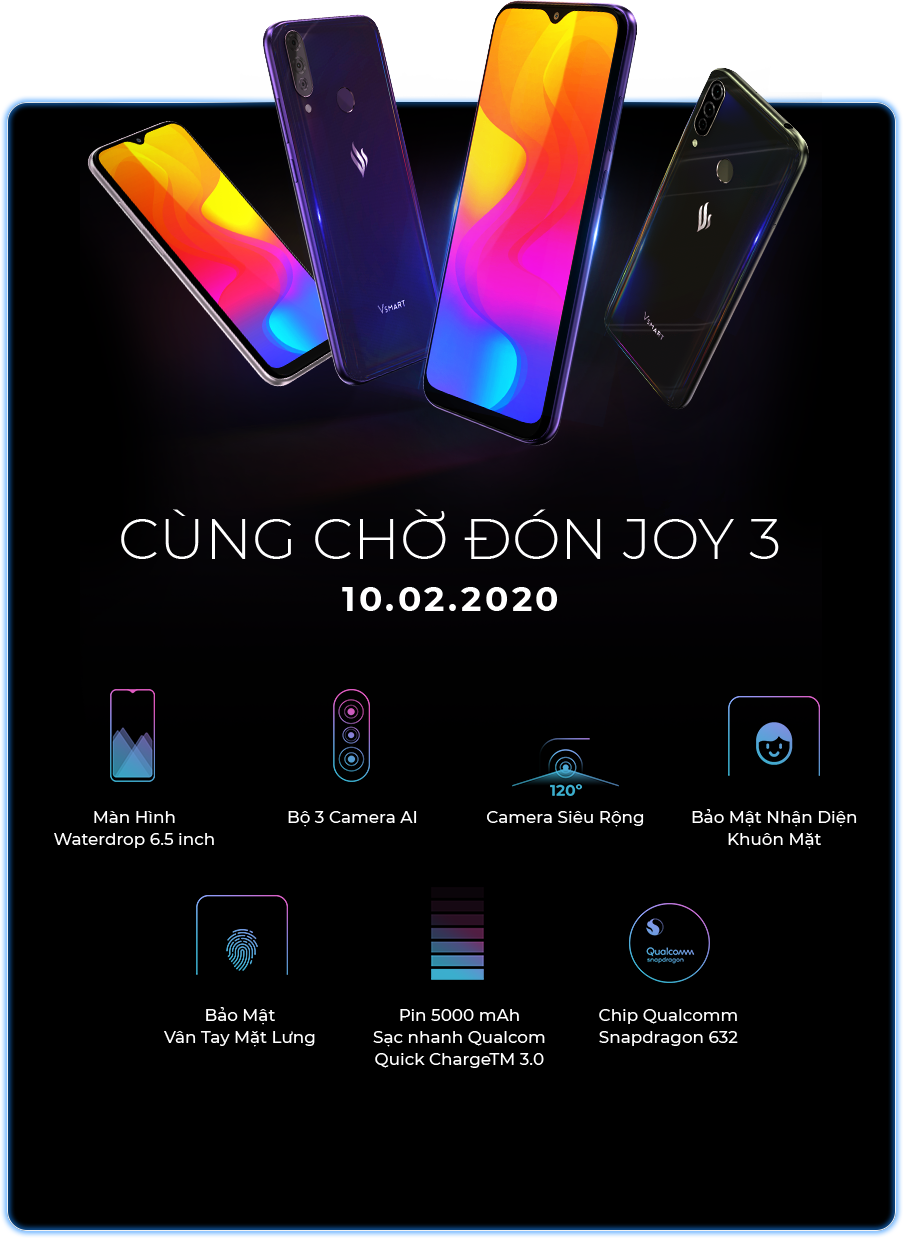 VSMART
VSMART
CÙNG CHỜ ĐÓN JOY 3
10.02.2020
120°
Màn Hình
Waterdrop 6.5 inch
Bộ 3 Camera AI
Camera Siêu Rộng
Bảo Mật Nhận Diện
Khuôn Mặt
Qualcomm
snapdragon
Bảo Mật
Vân Tay Mặt Lưng
Pin 5000 mAh
Sạc nhanh Qualcom
Quick ChargeTM 3.0
Chip Qualcomm
Snapdragon 632